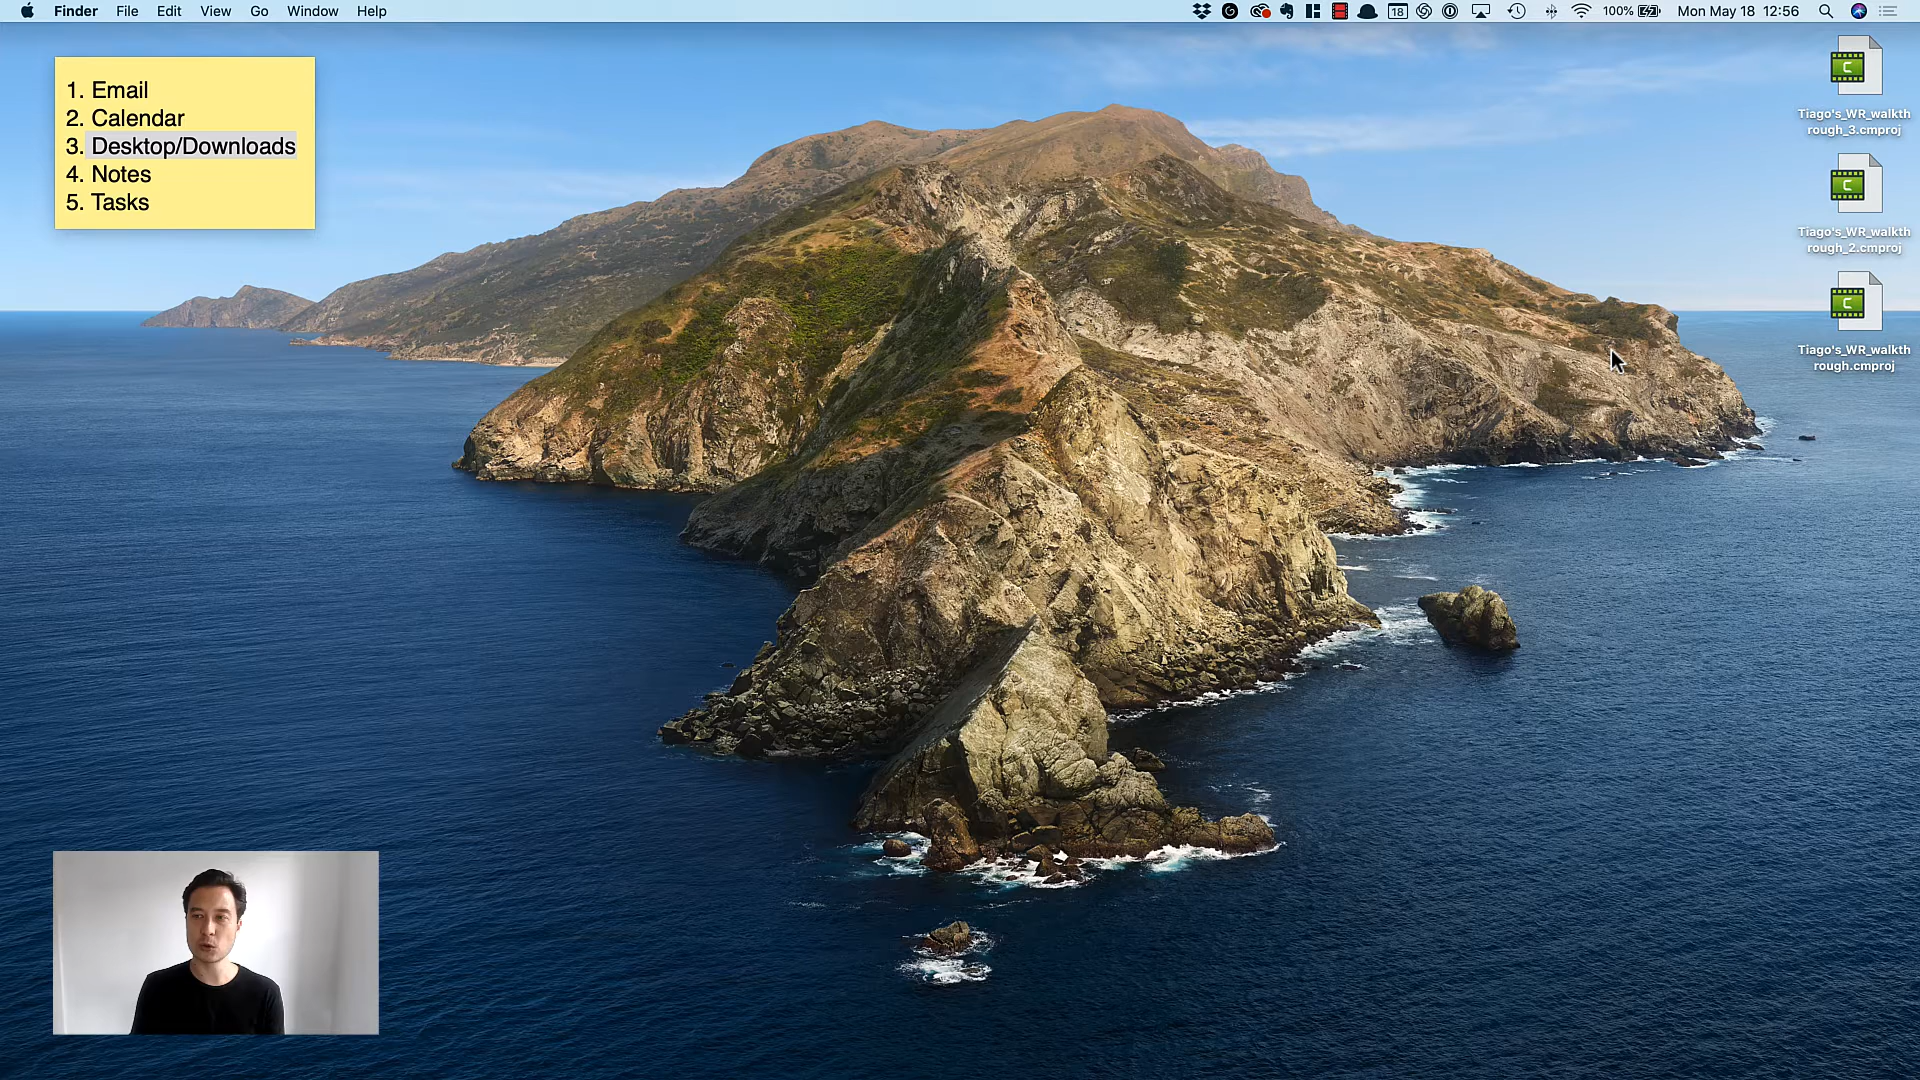 Finder File Edit View Go Window Help
18 100% Mon May 18 12:56
1. Email
2. Calendar
3. Desktop/Downloads
4. Notes
5. Tasks
C
Tiago's_WR_walkth
rough_3.cmproj
C
Tiago's_WR_walkth
rough_2.cmproj
C
Tiago's_WR_walkth
rough.cmproj